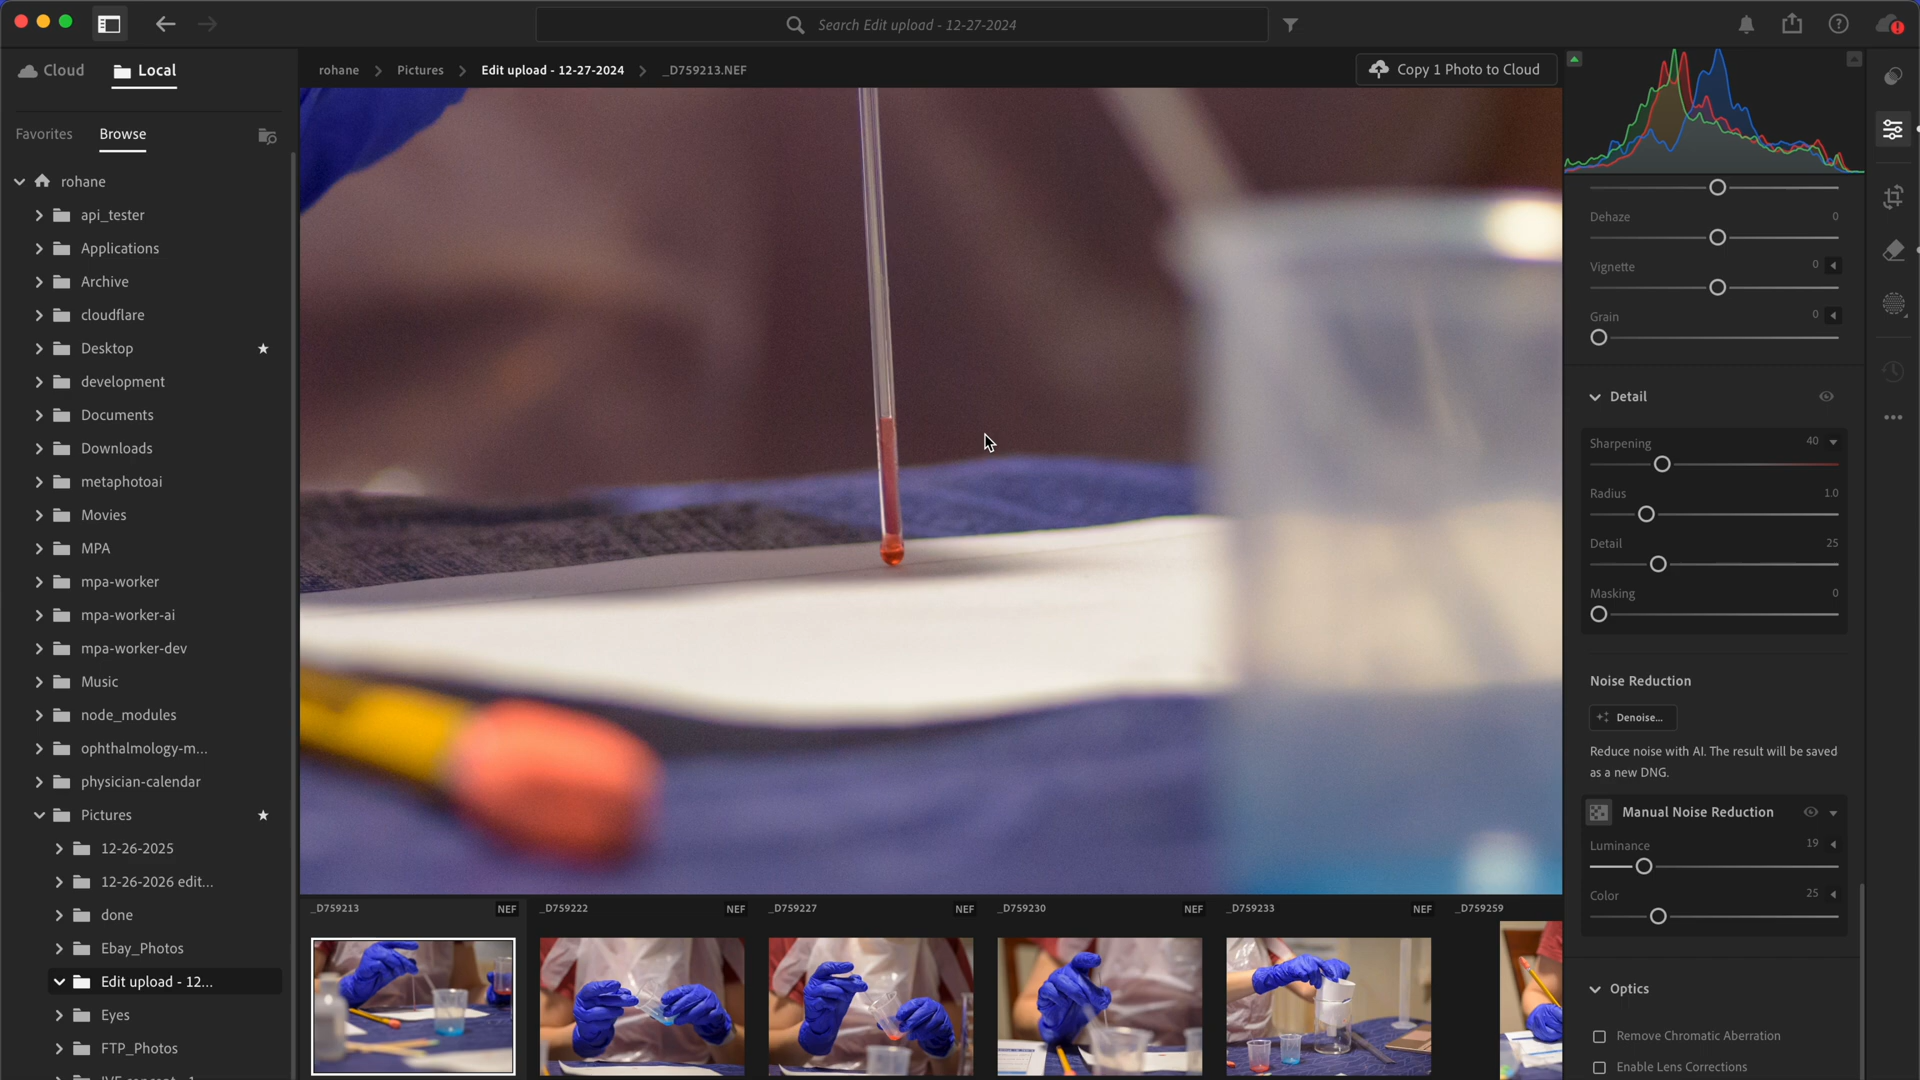 Search Edit upload - 12-27-2024
Cloud
Local
rohane
Pictures
Edit upload - 12-27-2024
_D759213.NEF
Copy 1 Photo to Cloud
Favorites
Browse
rohane
api_tester
Applications
Archive
cloudflare
Desktop
development
Documents
Downloads
metaphotoai
Movies
MPA
mpa-worker
mpa-worker-ai
mpa-worker-dev
Music
node_modules
ophthalmology-m...
physician-calendar
Pictures
12-26-2025
12-26-2026 edit...
done
Ebay_Photos
Edit upload - 12...
Eyes
FTP_Photos
_D759213 NEF
_D759222 NEF
_D759227 NEF
_D759230 NEF
_D759233 NEF
_D759259
Dehaze 0
Vignette 0
Grain 0
Detail
Sharpening 40
Radius 1.0
Detail 25
Masking 0
Noise Reduction
Denoise...
Reduce noise with AI. The result will be saved
as a new DNG.
Manual Noise Reduction
Luminance 19
Color 25
Optics
Remove Chromatic Aberration
Enable Lens Corrections